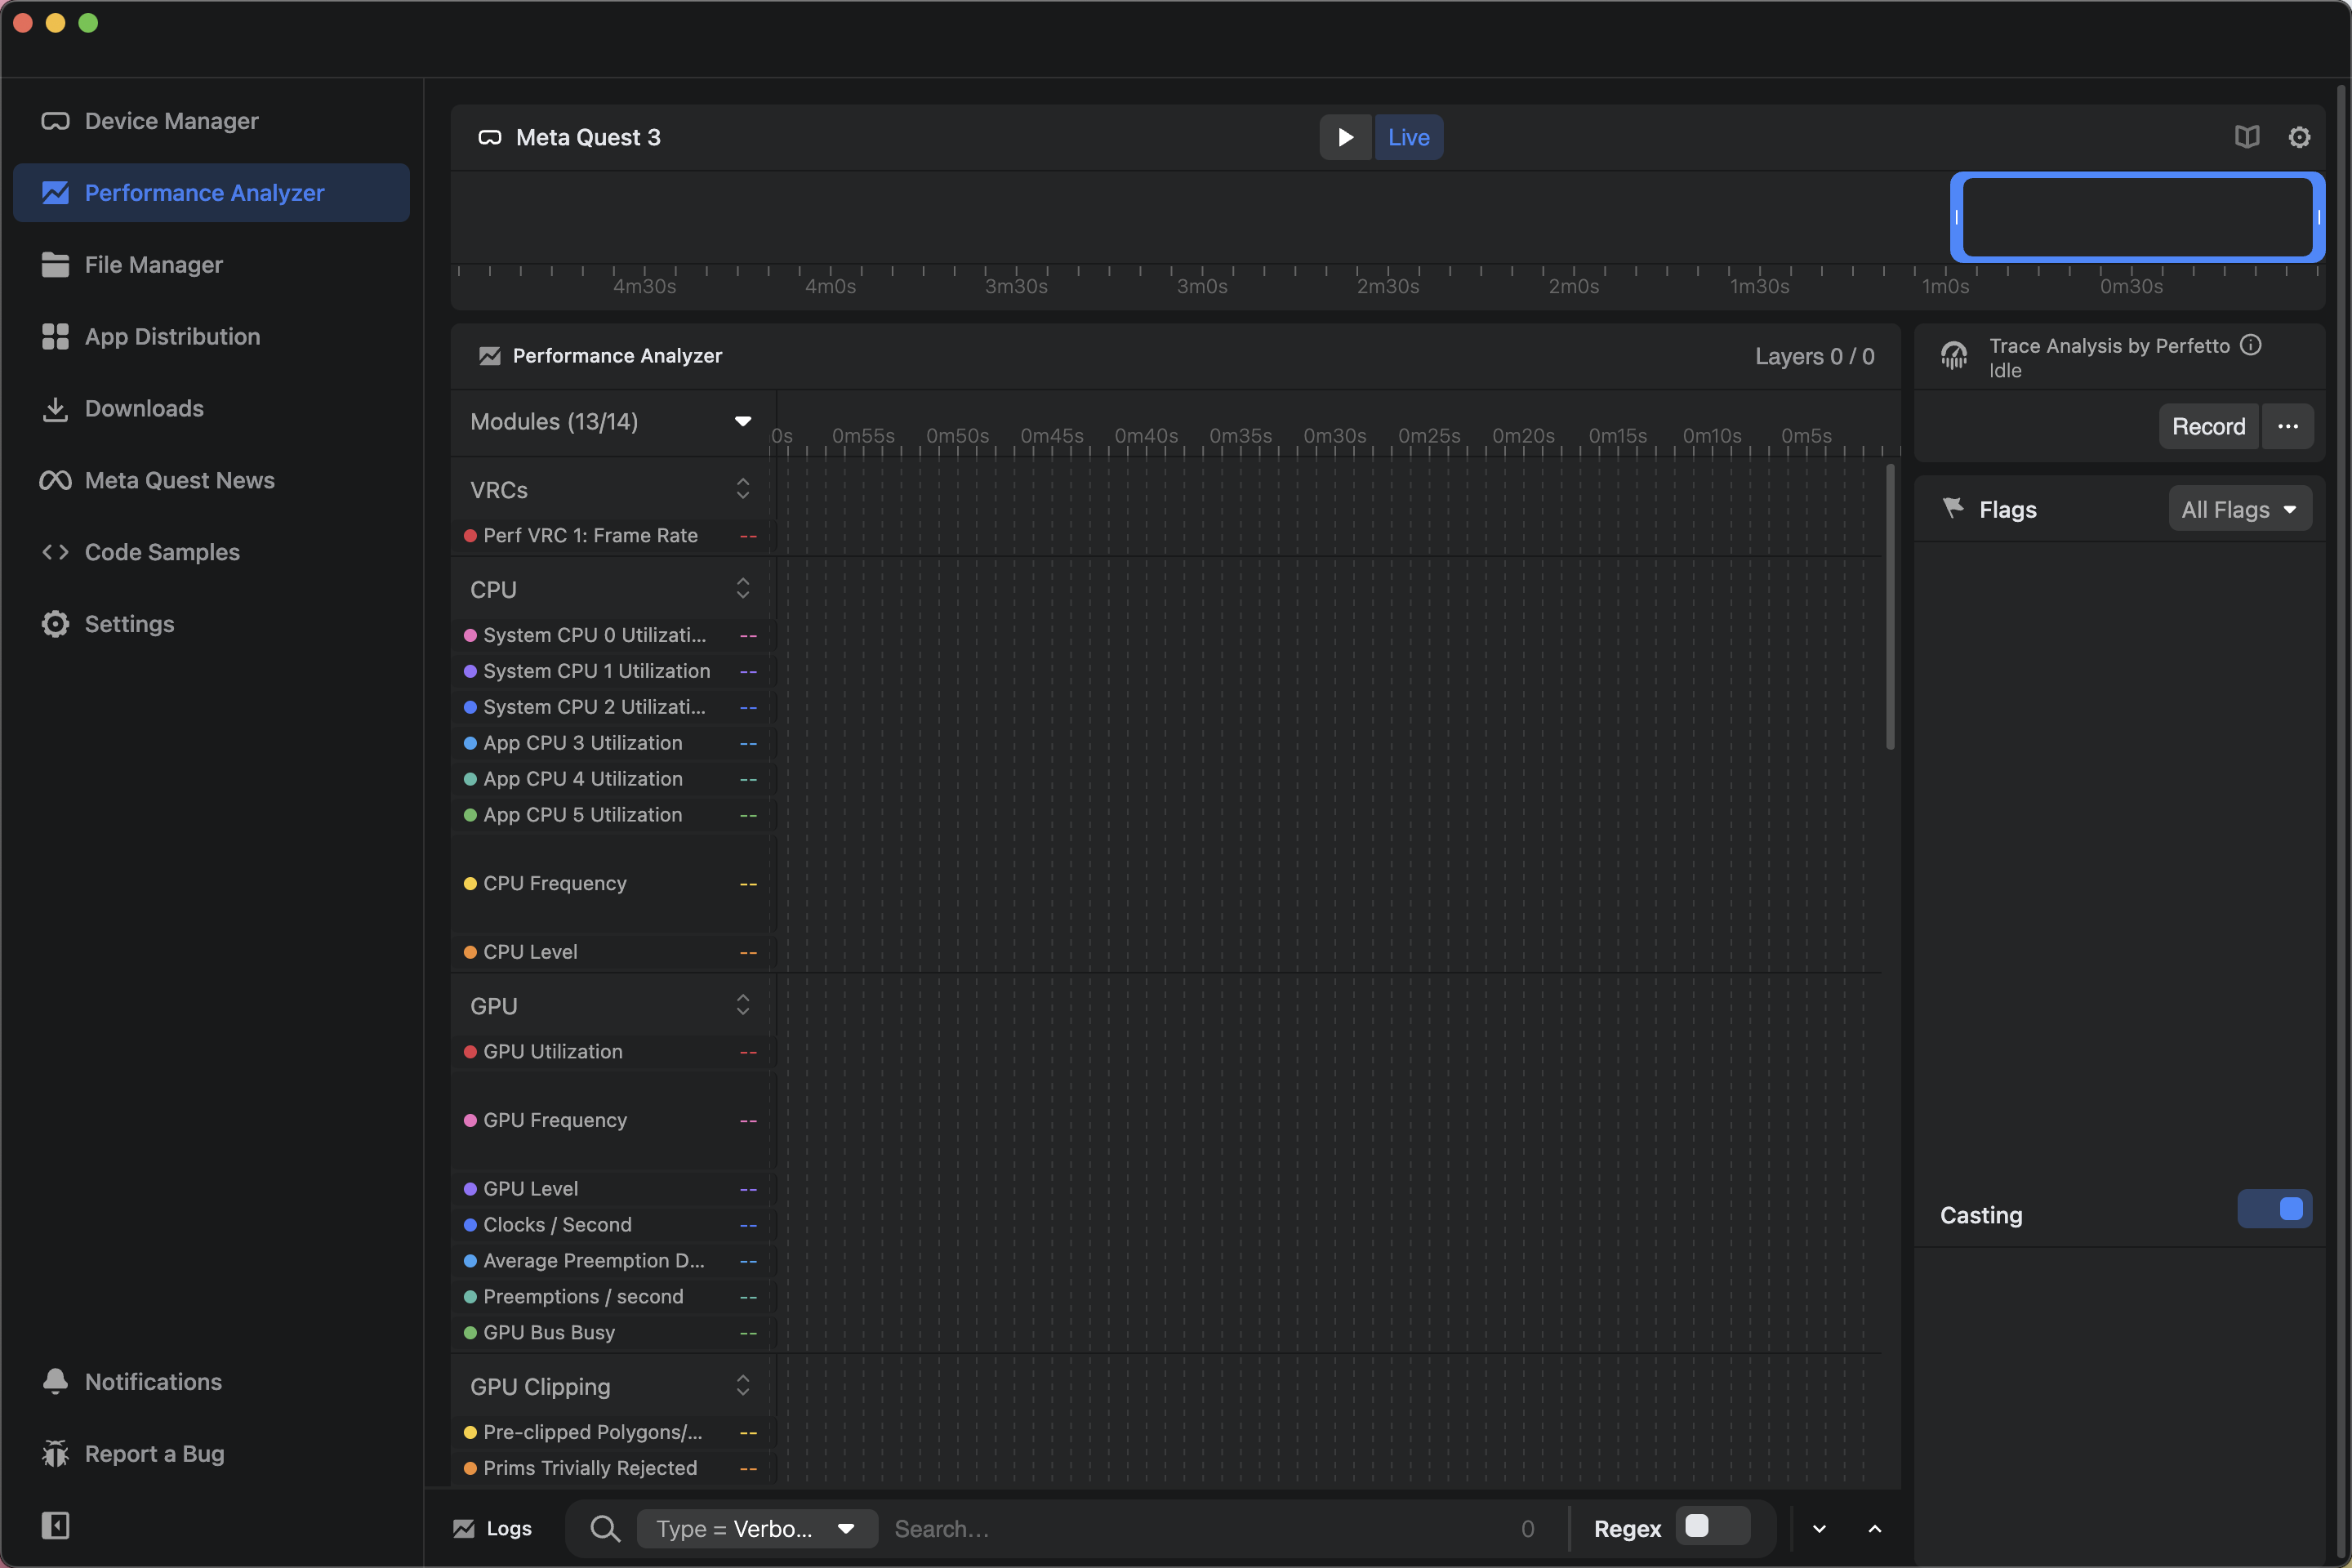 Device Manager
Performance Analyzer
File Manager
App Distribution
Downloads
Meta Quest News
Code Samples
Settings
Notifications
Report a Bug
Meta Quest 3
Live
4m30s 4m0s 3m30s 3m0s 2m30s 2m0s 1m30s 1m0s 0m30s
Performance Analyzer
Layers 0 / 0
Modules (13/14)
0s 0m55s 0m50s 0m45s 0m40s 0m35s 0m30s 0m25s 0m20s 0m15s 0m10s 0m5s
VRCs
Perf VRC 1: Frame Rate --
CPU
System CPU 0 Utilizati... --
System CPU 1 Utilization --
System CPU 2 Utilizati... --
App CPU 3 Utilization --
App CPU 4 Utilization --
App CPU 5 Utilization --
CPU Frequency --
CPU Level --
GPU
GPU Utilization --
GPU Frequency --
GPU Level --
Clocks / Second --
Average Preemption D... --
Preemptions / second --
GPU Bus Busy --
GPU Clipping
Pre-clipped Polygons/... --
Prims Trivially Rejected --
Trace Analysis by Perfetto
Idle
Record ...
Flags
All Flags
Casting
Logs
Type = Verbo...
Search...
0
Regex